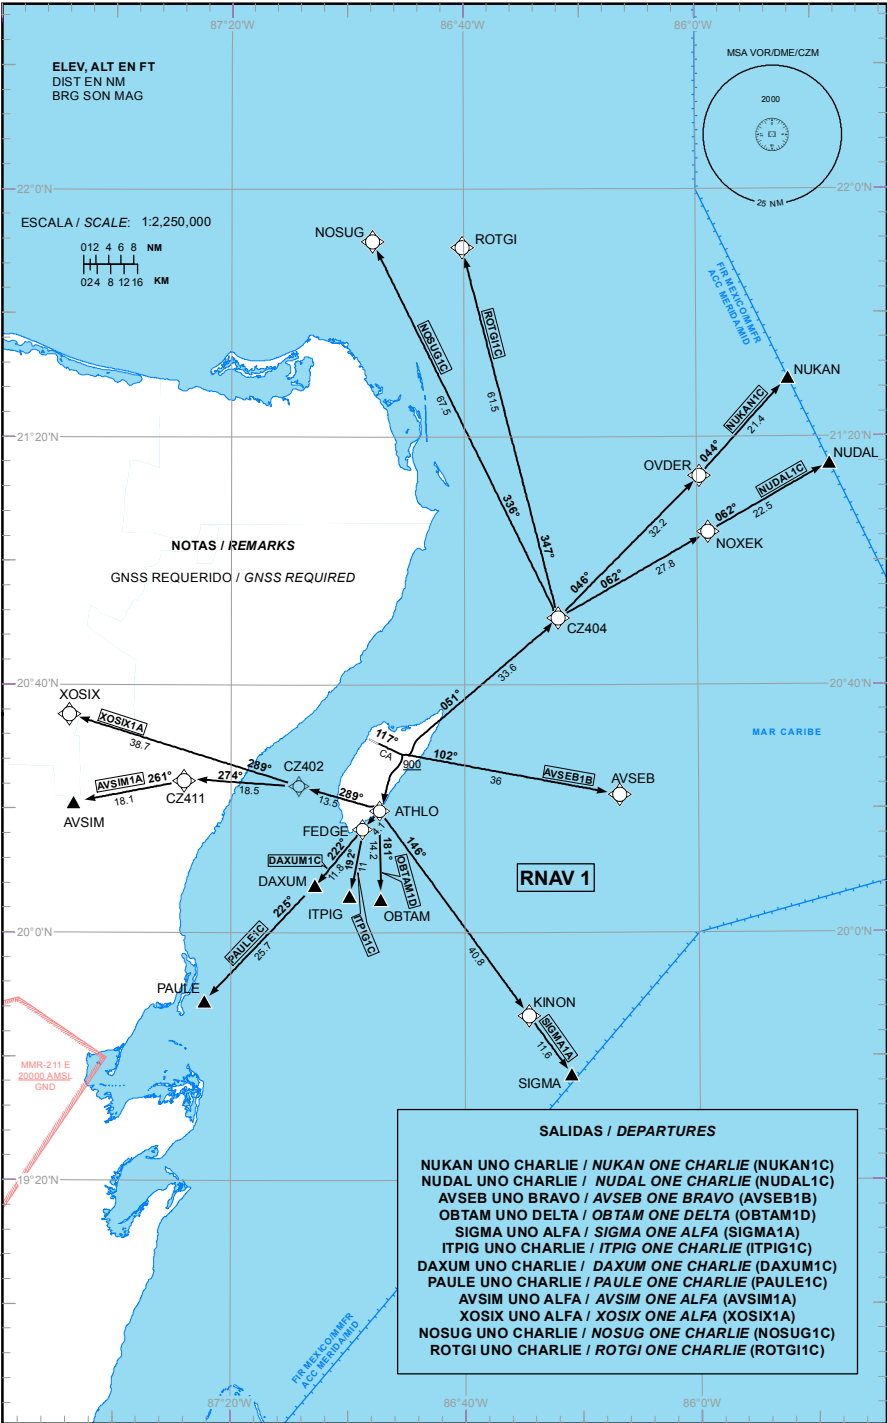 87°20'W
86°40'W
86°0'W
ELEV, ALT EN FT
DIST EN NM
BRG SON MAG
MSA VOR/DME/CZM
2000
25 NM
22°0'N
22°0'N
ESCALA / SCALE: 1:2,250,000
012 4 6 8 NM
024 8 12 16 KM
NOSUG
ROTGI
FIR MEXICO/MMFR
ACC MERIDA/MID
NOSUG1C
67.5
336°
ROTGI1C
61.5
347°
NUKAN
NUKAN1C
044°
21.4
21°20'N
21°20'N
OVDER
NUDAL
NUDAL1C
062°
22.5
NOXEK
046°
32.2
062°
27.8
CZ404
NOTAS / REMARKS
GNSS REQUERIDO / GNSS REQUIRED
051°
33.6
20°40'N
20°40'N
XOSIX
XOSIX1A
38.7
289°
MAR CARIBE
117°
CA
900
102°
36
AVSEB1B
AVSEB
CZ402
274°
18.5
AVSIM1A
261°
18.1
CZ411
AVSIM
289°
13.5
ATHLO
4.1
FEDGE
222°
DAXUM1C
11.8
DAXUM
192°
11
ITPIG1C
ITPIG
181°
14.2
OBTAM1D
OBTAM
146°
40.8
RNAV 1
225°
PAULE1C
25.7
PAULE
20°0'N
20°0'N
KINON
SIGMA1A
11.6
SIGMA
MMR-211 E
20000 AMSL
GND
19°20'N
SALIDAS / DEPARTURES
NUKAN UNO CHARLIE / NUKAN ONE CHARLIE (NUKAN1C)
NUDAL UNO CHARLIE / NUDAL ONE CHARLIE (NUDAL1C)
AVSEB UNO BRAVO / AVSEB ONE BRAVO (AVSEB1B)
OBTAM UNO DELTA / OBTAM ONE DELTA (OBTAM1D)
SIGMA UNO ALFA / SIGMA ONE ALFA (SIGMA1A)
ITPIG UNO CHARLIE / ITPIG ONE CHARLIE (ITPIG1C)
DAXUM UNO CHARLIE / DAXUM ONE CHARLIE (DAXUM1C)
PAULE UNO CHARLIE / PAULE ONE CHARLIE (PAULE1C)
AVSIM UNO ALFA / AVSIM ONE ALFA (AVSIM1A)
XOSIX UNO ALFA / XOSIX ONE ALFA (XOSIX1A)
NOSUG UNO CHARLIE / NOSUG ONE CHARLIE (NOSUG1C)
ROTGI UNO CHARLIE / ROTGI ONE CHARLIE (ROTGI1C)
FIR MEXICO/MMFR
ACC MERIDA/MID
87°20'W
86°40'W
86°0'W